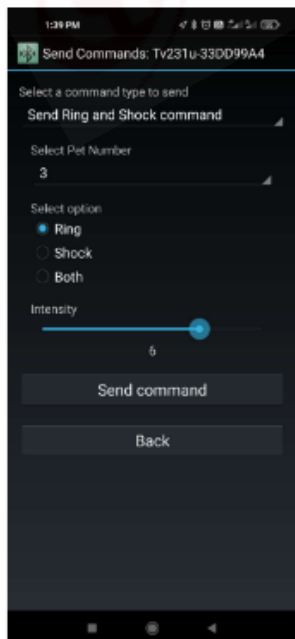 1:39 PM
Send Commands: Tv231u-33DD99A4
Select a command type to send
Send Ring and Shock command
Select Pet Number
3
Select option
Ring
Shock
Both
Intensity
6
Send command
Back